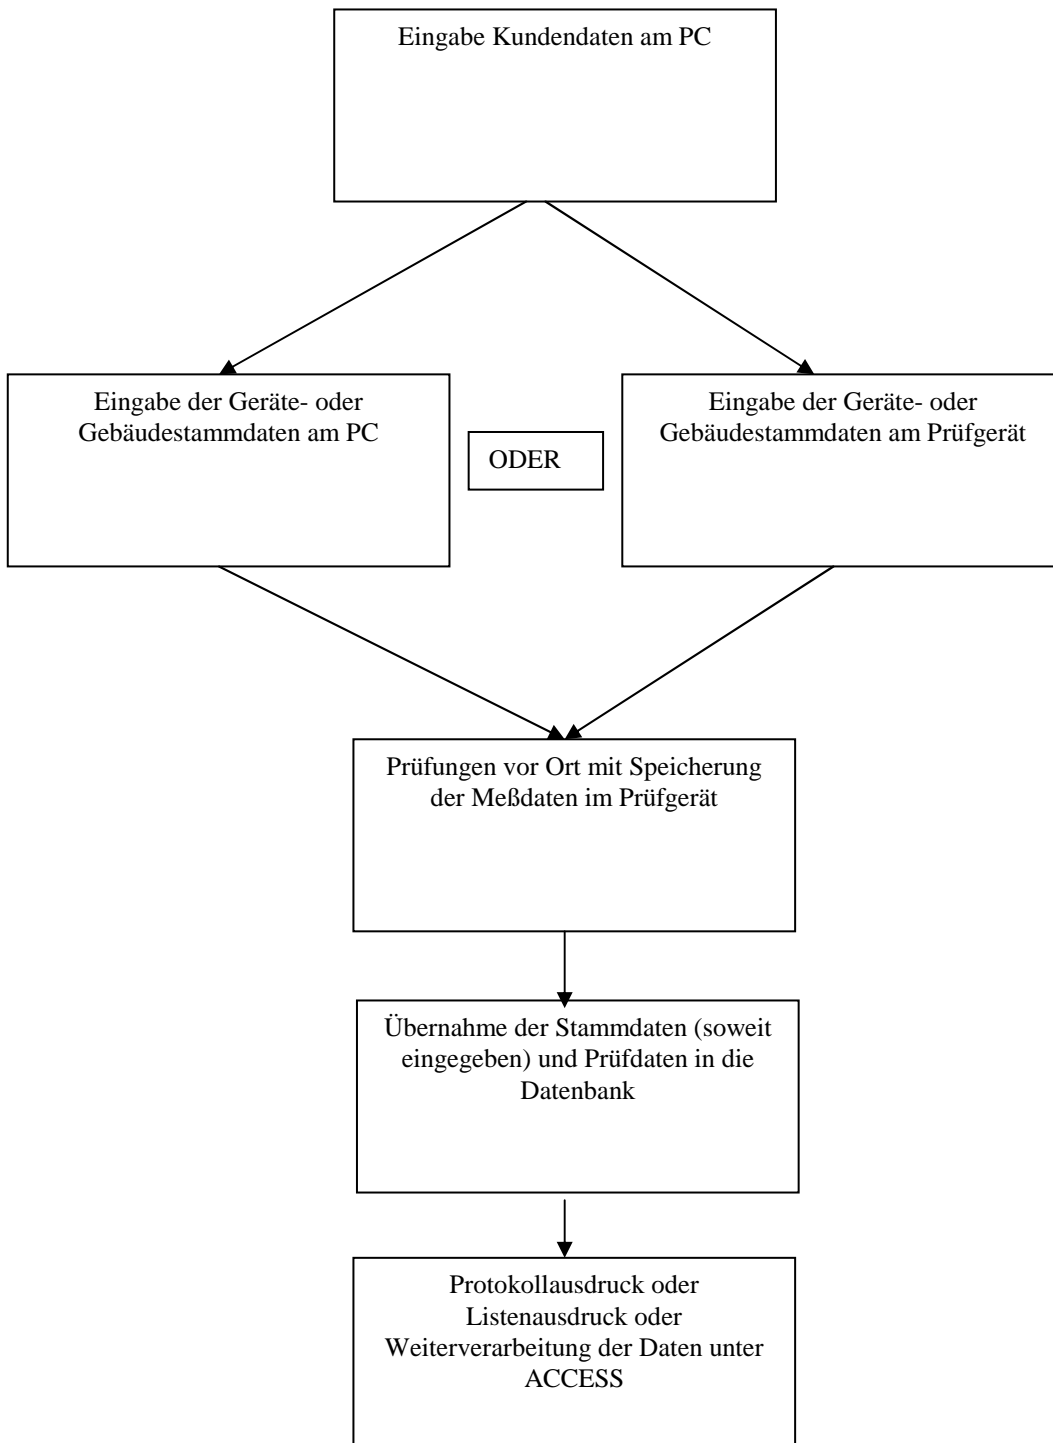 Eingabe Kundendaten am PC
Eingabe der Geräte- oder
Gebäudestammdaten am PC
ODER
Eingabe der Geräte- oder
Gebäudestammdaten am Prüfgerät
Prüfungen vor Ort mit Speicherung
der Meßdaten im Prüfgerät
Übernahme der Stammdaten (soweit
eingegeben) und Prüfdaten in die
Datenbank
Protokollausdruck oder
Listenausdruck oder
Weiterverarbeitung der Daten unter
ACCESS